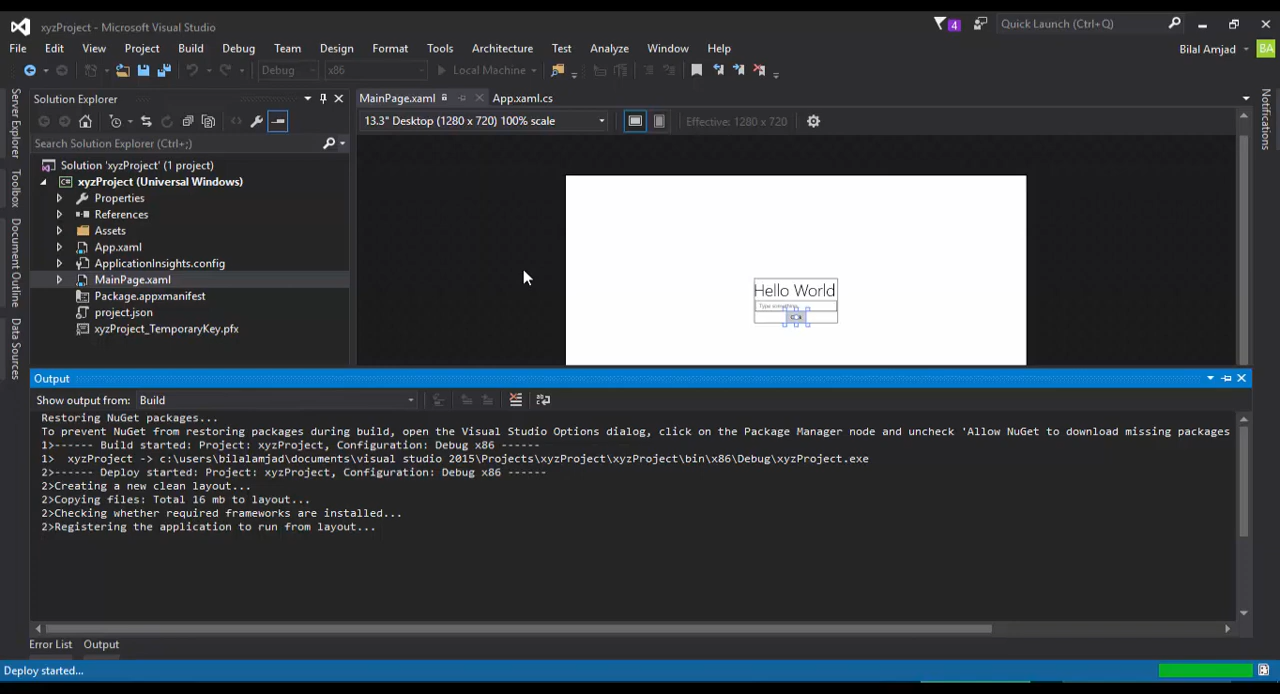 xyzProject - Microsoft Visual Studio
4
Quick Launch (Ctrl+Q)
File Edit View Project Build Debug Team Design Format Tools Architecture Test Analyze Window Help
Bilal Amjad
BA
Debug
x86
Local Machine
Server Explorer
Toolbox
Document Outline
Data Sources
Solution Explorer
Search Solution Explorer (Ctrl+;)
Solution 'xyzProject' (1 project)
xyzProject (Universal Windows)
Properties
References
Assets
App.xaml
ApplicationInsights.config
MainPage.xaml
Package.appxmanifest
project.json
xyzProject_TemporaryKey.pfx
MainPage.xaml
App.xaml.cs
13.3" Desktop (1280 x 720) 100% scale
Effective: 1280 x 720
Hello World
Notifications
Output
Show output from: Build
Restoring NuGet packages...
To prevent NuGet from restoring packages during build, open the Visual Studio Options dialog, click on the Package Manager node and uncheck 'Allow NuGet to download missing packages
1>------ Build started: Project: xyzProject, Configuration: Debug x86 ------
1>  xyzProject -> c:\users\bilalamjad\documents\visual studio 2015\Projects\xyzProject\xyzProject\bin\x86\Debug\xyzProject.exe
2>------ Deploy started: Project: xyzProject, Configuration: Debug x86 ------
2>Creating a new clean layout...
2>Copying files: Total 16 mb to layout...
2>Checking whether required frameworks are installed...
2>Registering the application to run from layout...
Error List Output
Deploy started...